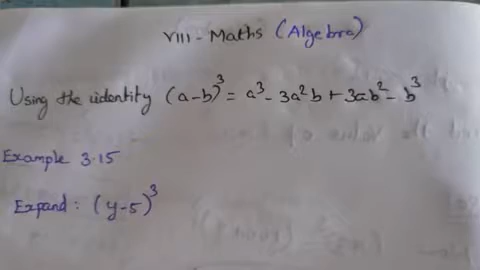 VIII - Maths (Algebra)
Using the identity (a-b)³ = a³ - 3a²b + 3ab² - b³
Example 3.15
Expand: (y-5)³